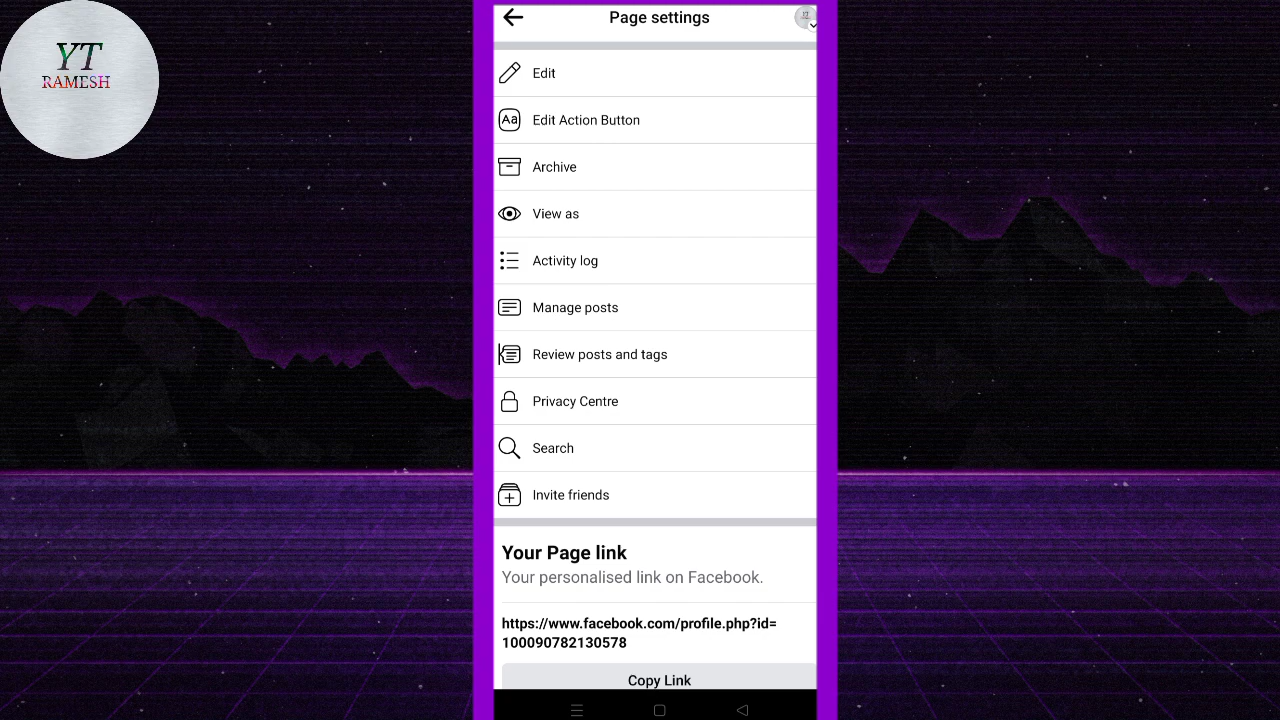 YT
RAMESH
Page settings
Edit
Aa Edit Action Button
Archive
View as
Activity log
Manage posts
Review posts and tags
Privacy Centre
Search
Invite friends
Your Page link
Your personalised link on Facebook.
https://www.facebook.com/profile.php?id=
100090782130578
Copy Link